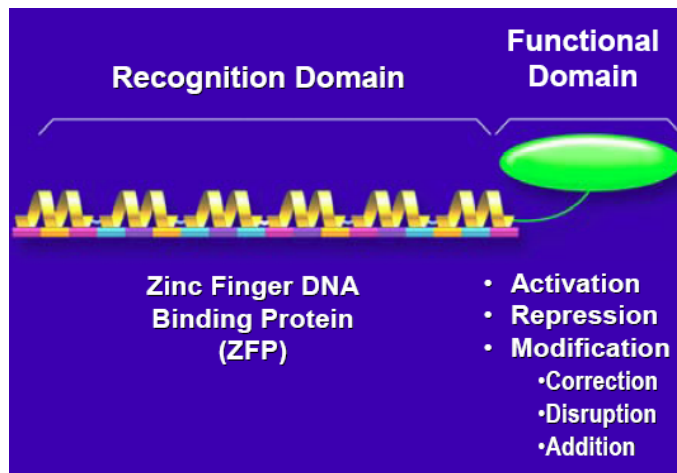 Recognition Domain
Functional
Domain
Zinc Finger DNA
Binding Protein
(ZFP)
• Activation
• Repression
• Modification
•Correction
•Disruption
•Addition